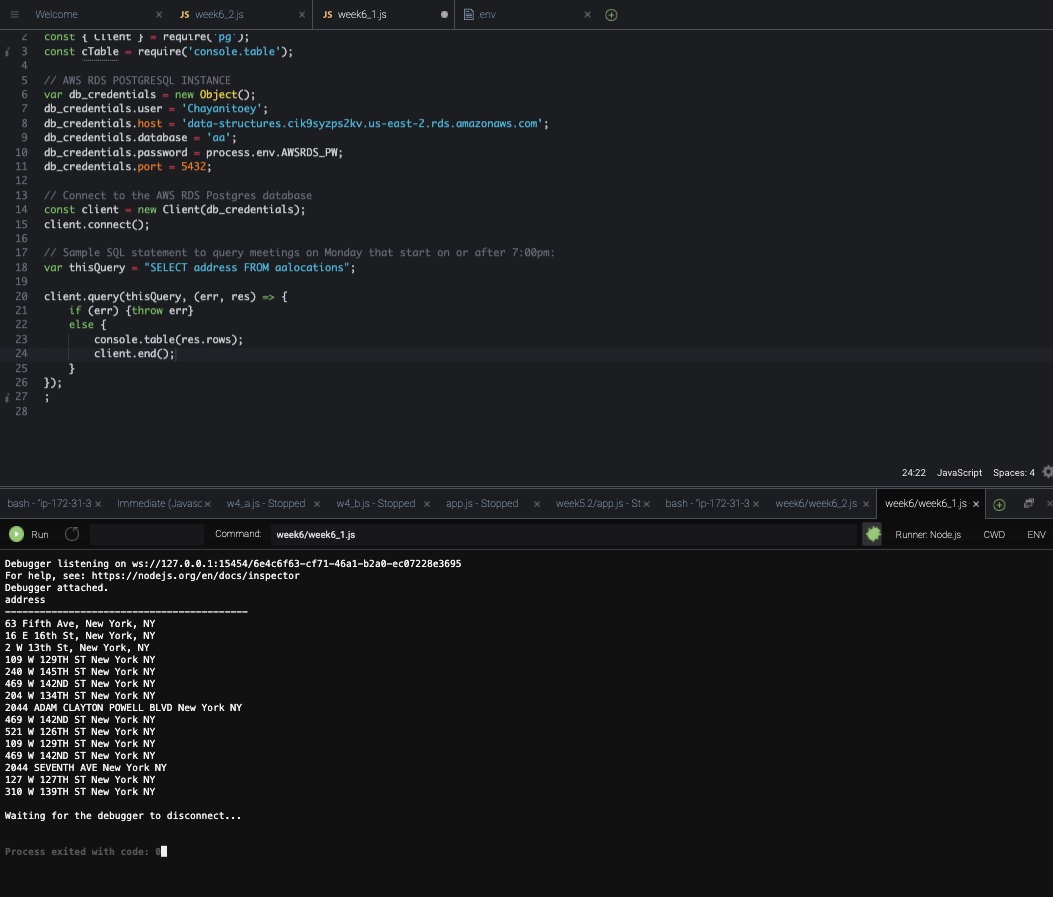 Welcome × JS week6_2.js × JS week6_1.js .env ×
2 const { Client } = require('pg');
3 const cTable = require('console.table');
4
5 // AWS RDS POSTGRESQL INSTANCE
6 var db_credentials = new Object();
7 db_credentials.user = 'Chayanitoey';
8 db_credentials.host = 'data-structures.cik9syzps2kv.us-east-2.rds.amazonaws.com';
9 db_credentials.database = 'aa';
10 db_credentials.password = process.env.AWSRDS_PW;
11 db_credentials.port = 5432;
12
13 // Connect to the AWS RDS Postgres database
14 const client = new Client(db_credentials);
15 client.connect();
16
17 // Sample SQL statement to query meetings on Monday that start on or after 7:00pm:
18 var thisQuery = "SELECT address FROM aalocations";
19
20 client.query(thisQuery, (err, res) => {
21 if (err) {throw err}
22 else {
23 console.table(res.rows);
24 client.end();
25 }
26 });
27 ;
28
24:22 JavaScript Spaces: 4
bash - "ip-172-31-3 × Immediate (Javasc × w4_a.js - Stopped × w4_b.js - Stopped × app.js - Stopped × week5.2/app.js - St × bash - "ip-172-31-3 × week6/week6_2.js × week6/week6_1.js ×
Run Command: week6/week6_1.js Runner: Node.js CWD ENV
Debugger listening on ws://127.0.0.1:15454/6e4c6f63-cf71-46a1-b2a0-ec07228e3695
For help, see: https://nodejs.org/en/docs/inspector
Debugger attached.
address
------------------------------------------
63 Fifth Ave, New York, NY
16 E 16th St, New York, NY
2 W 13th St, New York, NY
109 W 129TH ST New York NY
240 W 145TH ST New York NY
469 W 142ND ST New York NY
204 W 134TH ST New York NY
2044 ADAM CLAYTON POWELL BLVD New York NY
469 W 142ND ST New York NY
521 W 126TH ST New York NY
109 W 129TH ST New York NY
469 W 142ND ST New York NY
2044 SEVENTH AVE New York NY
127 W 127TH ST New York NY
310 W 139TH ST New York NY
Waiting for the debugger to disconnect...
Process exited with code: 0